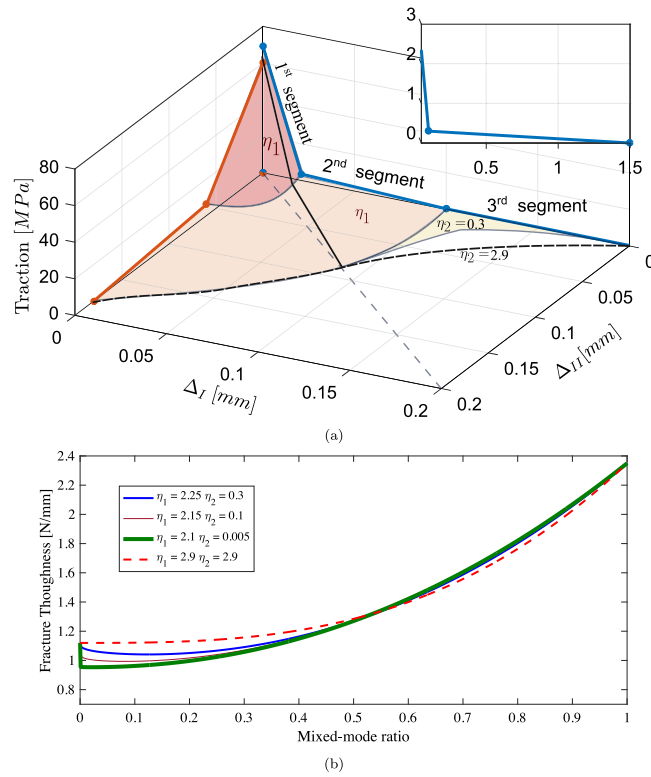 3
2
1
0
0.5
1
1.5
1st segment
η1
2nd segment
η1
3rd segment
η2 =0.3
η2 =2.9
Traction [MPa]
80
60
40
20
0
0
0.05
0.1
0.15
0.2
ΔI [mm]
0.2
0.15
0.1
0.05
0
ΔII[mm]
(a)
Fracture Thoughness [N/mm]
2.4
2.2
2
1.8
1.6
1.4
1.2
1
0.8
η1 = 2.25 η2 = 0.3
η1 = 2.15 η2 = 0.1
η1 = 2.1 η2 = 0.005
η1 = 2.9 η2 = 2.9
0 0.1 0.2 0.3 0.4 0.5 0.6 0.7 0.8 0.9 1
Mixed-mode ratio
(b)